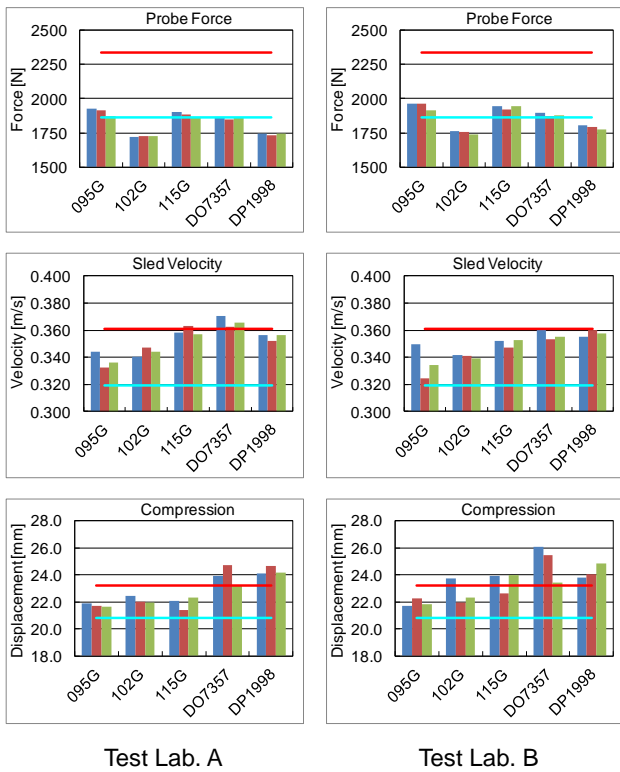 Probe Force
2500
2250
2000
1750
1500
Force [N]
095G
102G
115G
DO7357
DP1998
Probe Force
2500
2250
2000
1750
1500
Force [N]
095G
102G
115G
DO7357
DP1998
Sled Velocity
0.400
0.380
0.360
0.340
0.320
0.300
Velocity [m/s]
095G
102G
115G
DO7357
DP1998
Sled Velocity
0.400
0.380
0.360
0.340
0.320
0.300
Velocity [m/s]
095G
102G
115G
DO7357
DP1998
Compression
28.0
26.0
24.0
22.0
20.0
18.0
Displacement[mm]
095G
102G
115G
DO7357
DP1998
Compression
28.0
26.0
24.0
22.0
20.0
18.0
Displacement[mm]
095G
102G
115G
DO7357
DP1998
Test Lab. A
Test Lab. B